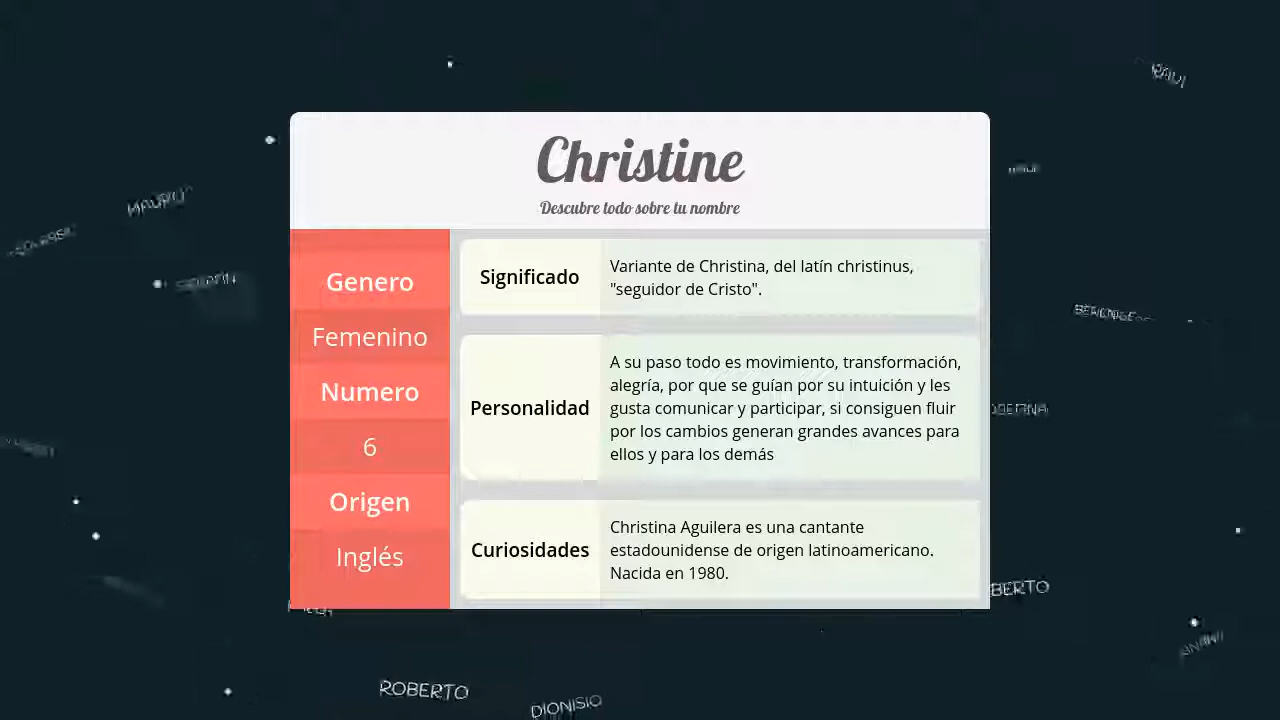 Christine
Descubre todo sobre tu nombre
Genero
Femenino
Numero
6
Origen
Inglés
Significado
Variante de Christina, del latín christinus,
"seguidor de Cristo".
Personalidad
A su paso todo es movimiento, transformación,
alegría, por que se guían por su intuición y les
gusta comunicar y participar, si consiguen fluir
por los cambios generan grandes avances para
ellos y para los demás
Curiosidades
Christina Aguilera es una cantante
estadounidense de origen latinoamericano.
Nacida en 1980.
BERTO
ROBERTO
DIONISIO